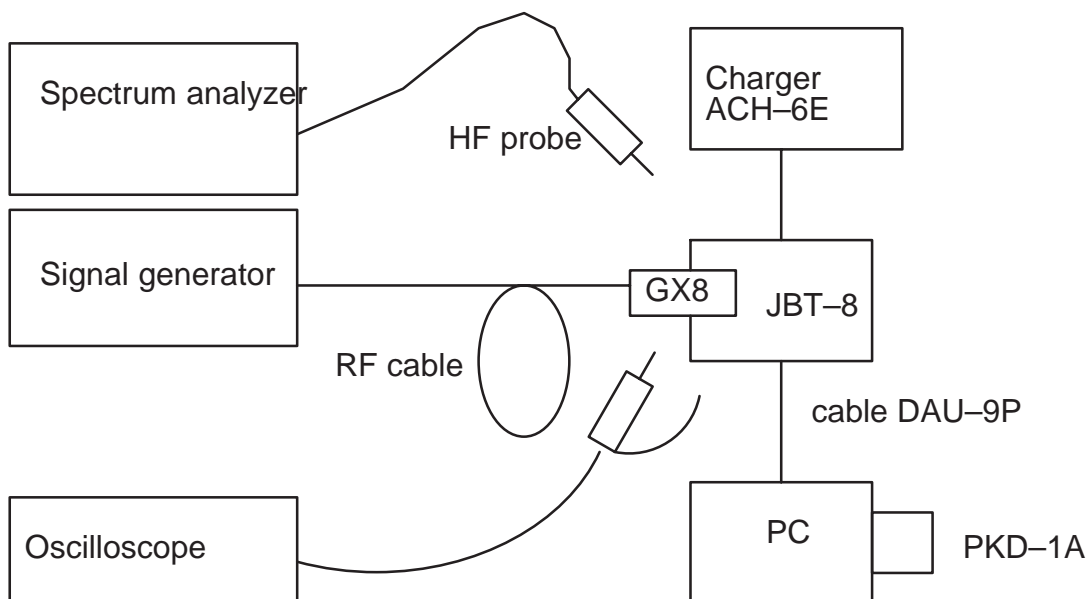 Spectrum analyzer
HF probe
Charger
ACH–6E
Signal generator
GX8
JBT–8
RF cable
cable DAU–9P
Oscilloscope
PC
PKD–1A